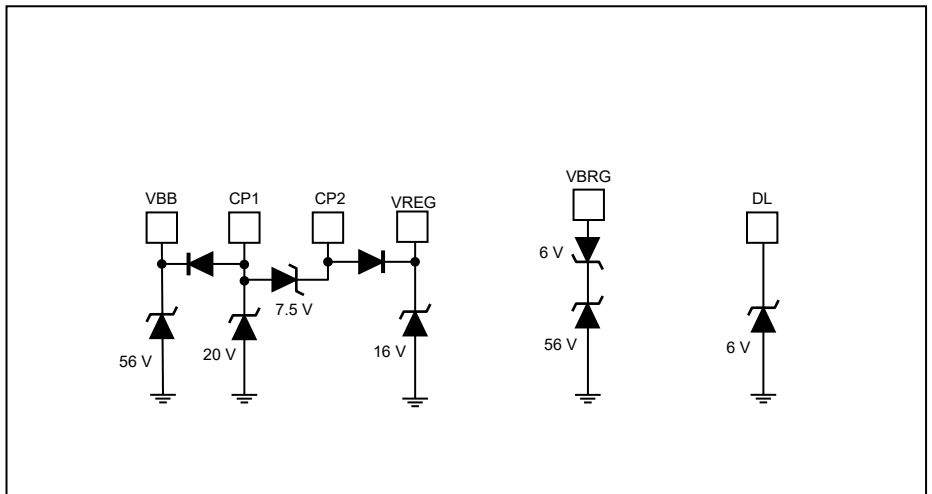 VBB
CP1
CP2
VREG
56 V
20 V
7.5 V
16 V
VBRG
6 V
56 V
DL
6 V